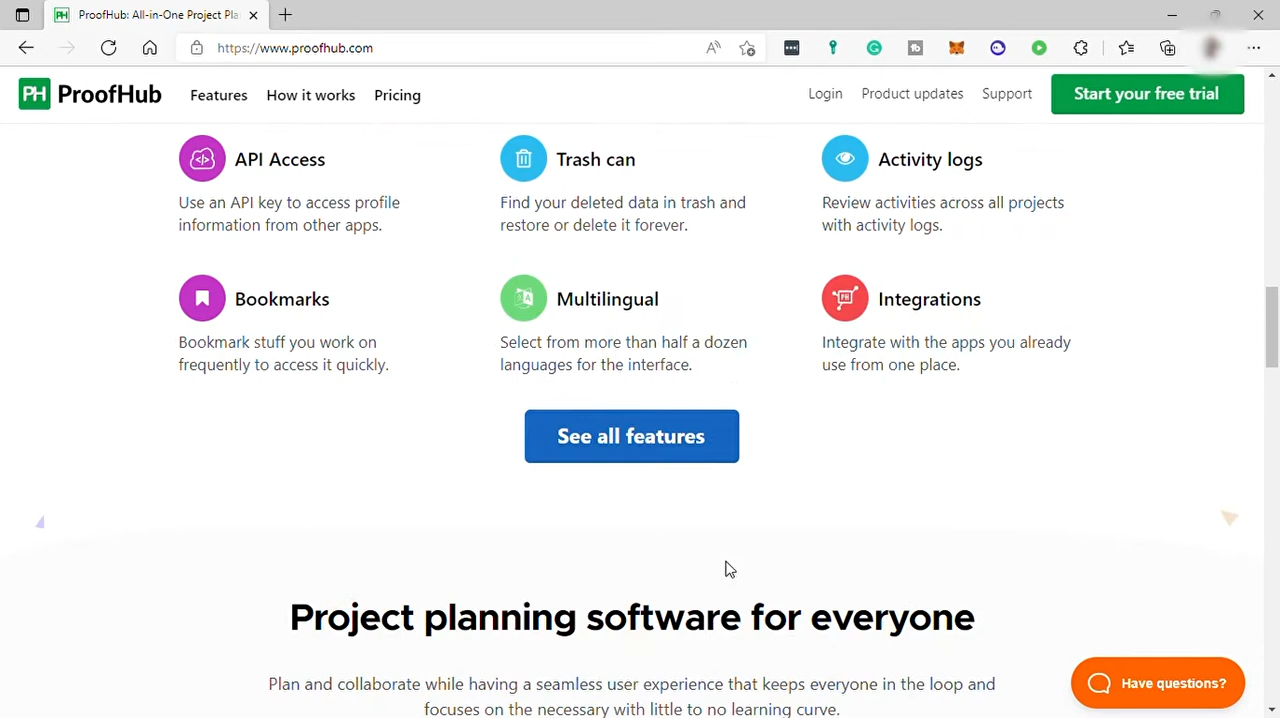 ProofHub: All-in-One Project Pla
https://www.proofhub.com
PH ProofHub
Features
How it works
Pricing
Login
Product updates
Support
Start your free trial
API Access
Use an API key to access profile
information from other apps.
Trash can
Find your deleted data in trash and
restore or delete it forever.
Activity logs
Review activities across all projects
with activity logs.
Bookmarks
Bookmark stuff you work on
frequently to access it quickly.
Multilingual
Select from more than half a dozen
languages for the interface.
Integrations
Integrate with the apps you already
use from one place.
See all features
Project planning software for everyone
Plan and collaborate while having a seamless user experience that keeps everyone in the loop and
focuses on the necessary with little to no learning curve.
Have questions?